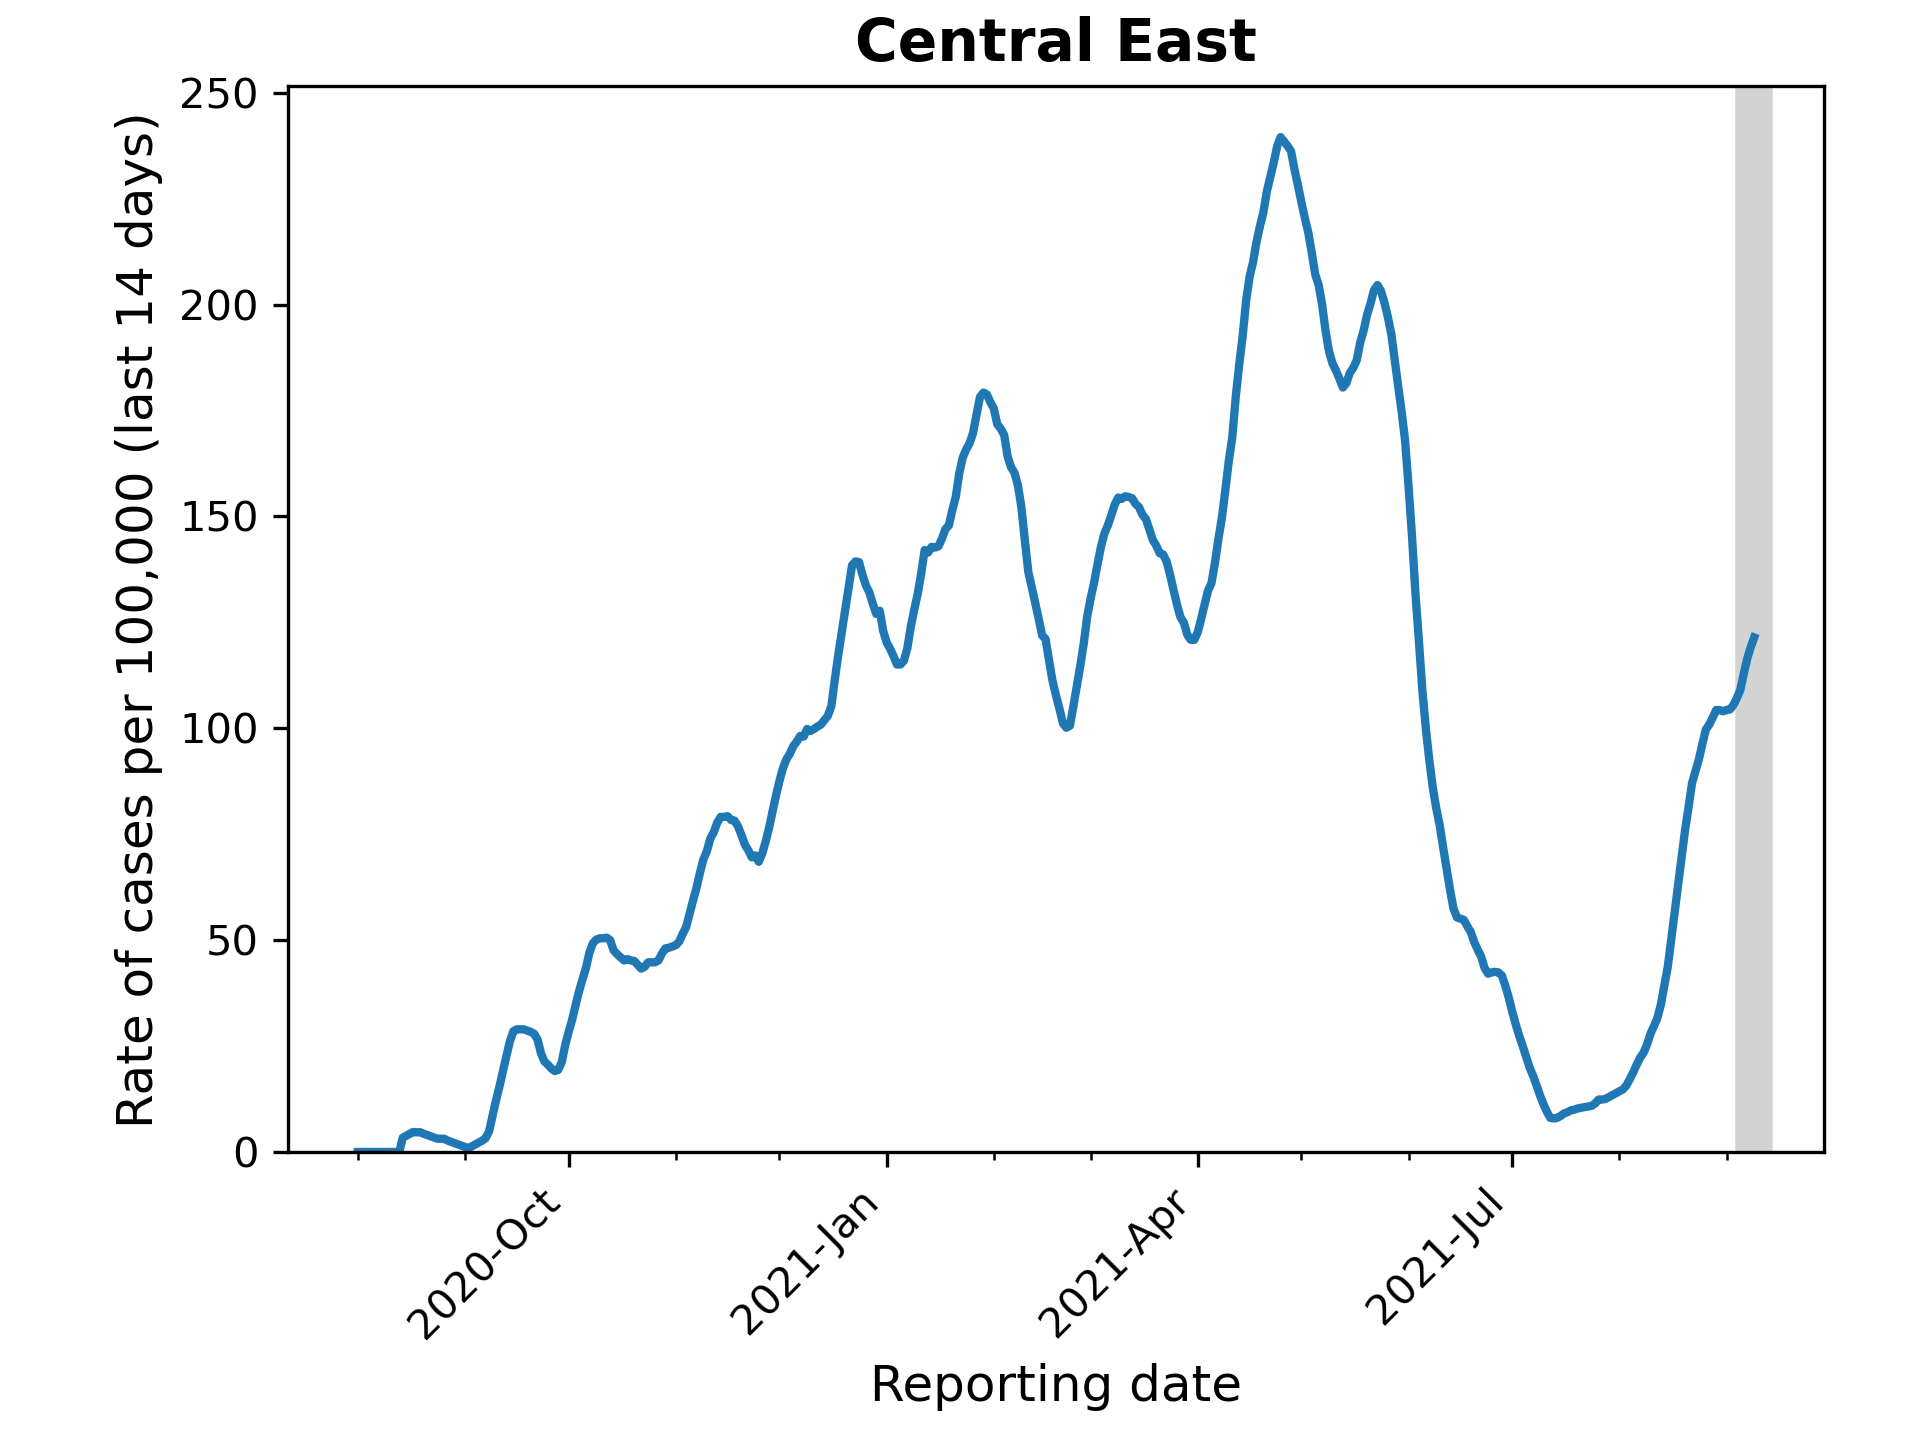 Central East
Rate of cases per 100,000 (last 14 days)
250
200
150
100
50
0
2020-Oct
2021-Jan
2021-Apr
2021-Jul
Reporting date